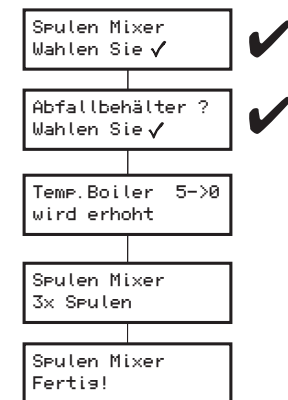 Spulen Mixer
Wahlen Sie ✓
Abfallbehälter ?
Wahlen Sie ✓
Temp.Boiler 5->0
wird erhoht
Spulen Mixer
3x Spulen
Spulen Mixer
Fertig!